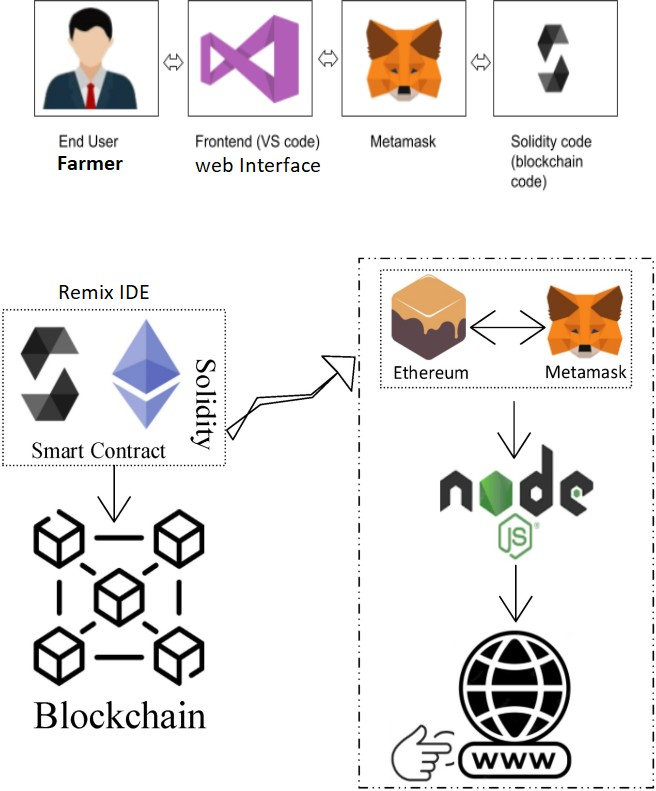 End User
Farmer
Frontend (VS code)
web Interface
Metamask
Solidity code
(blockchain
code)
Remix IDE
Solidity
Smart Contract
Blockchain
Ethereum
Metamask
node
JS®
www